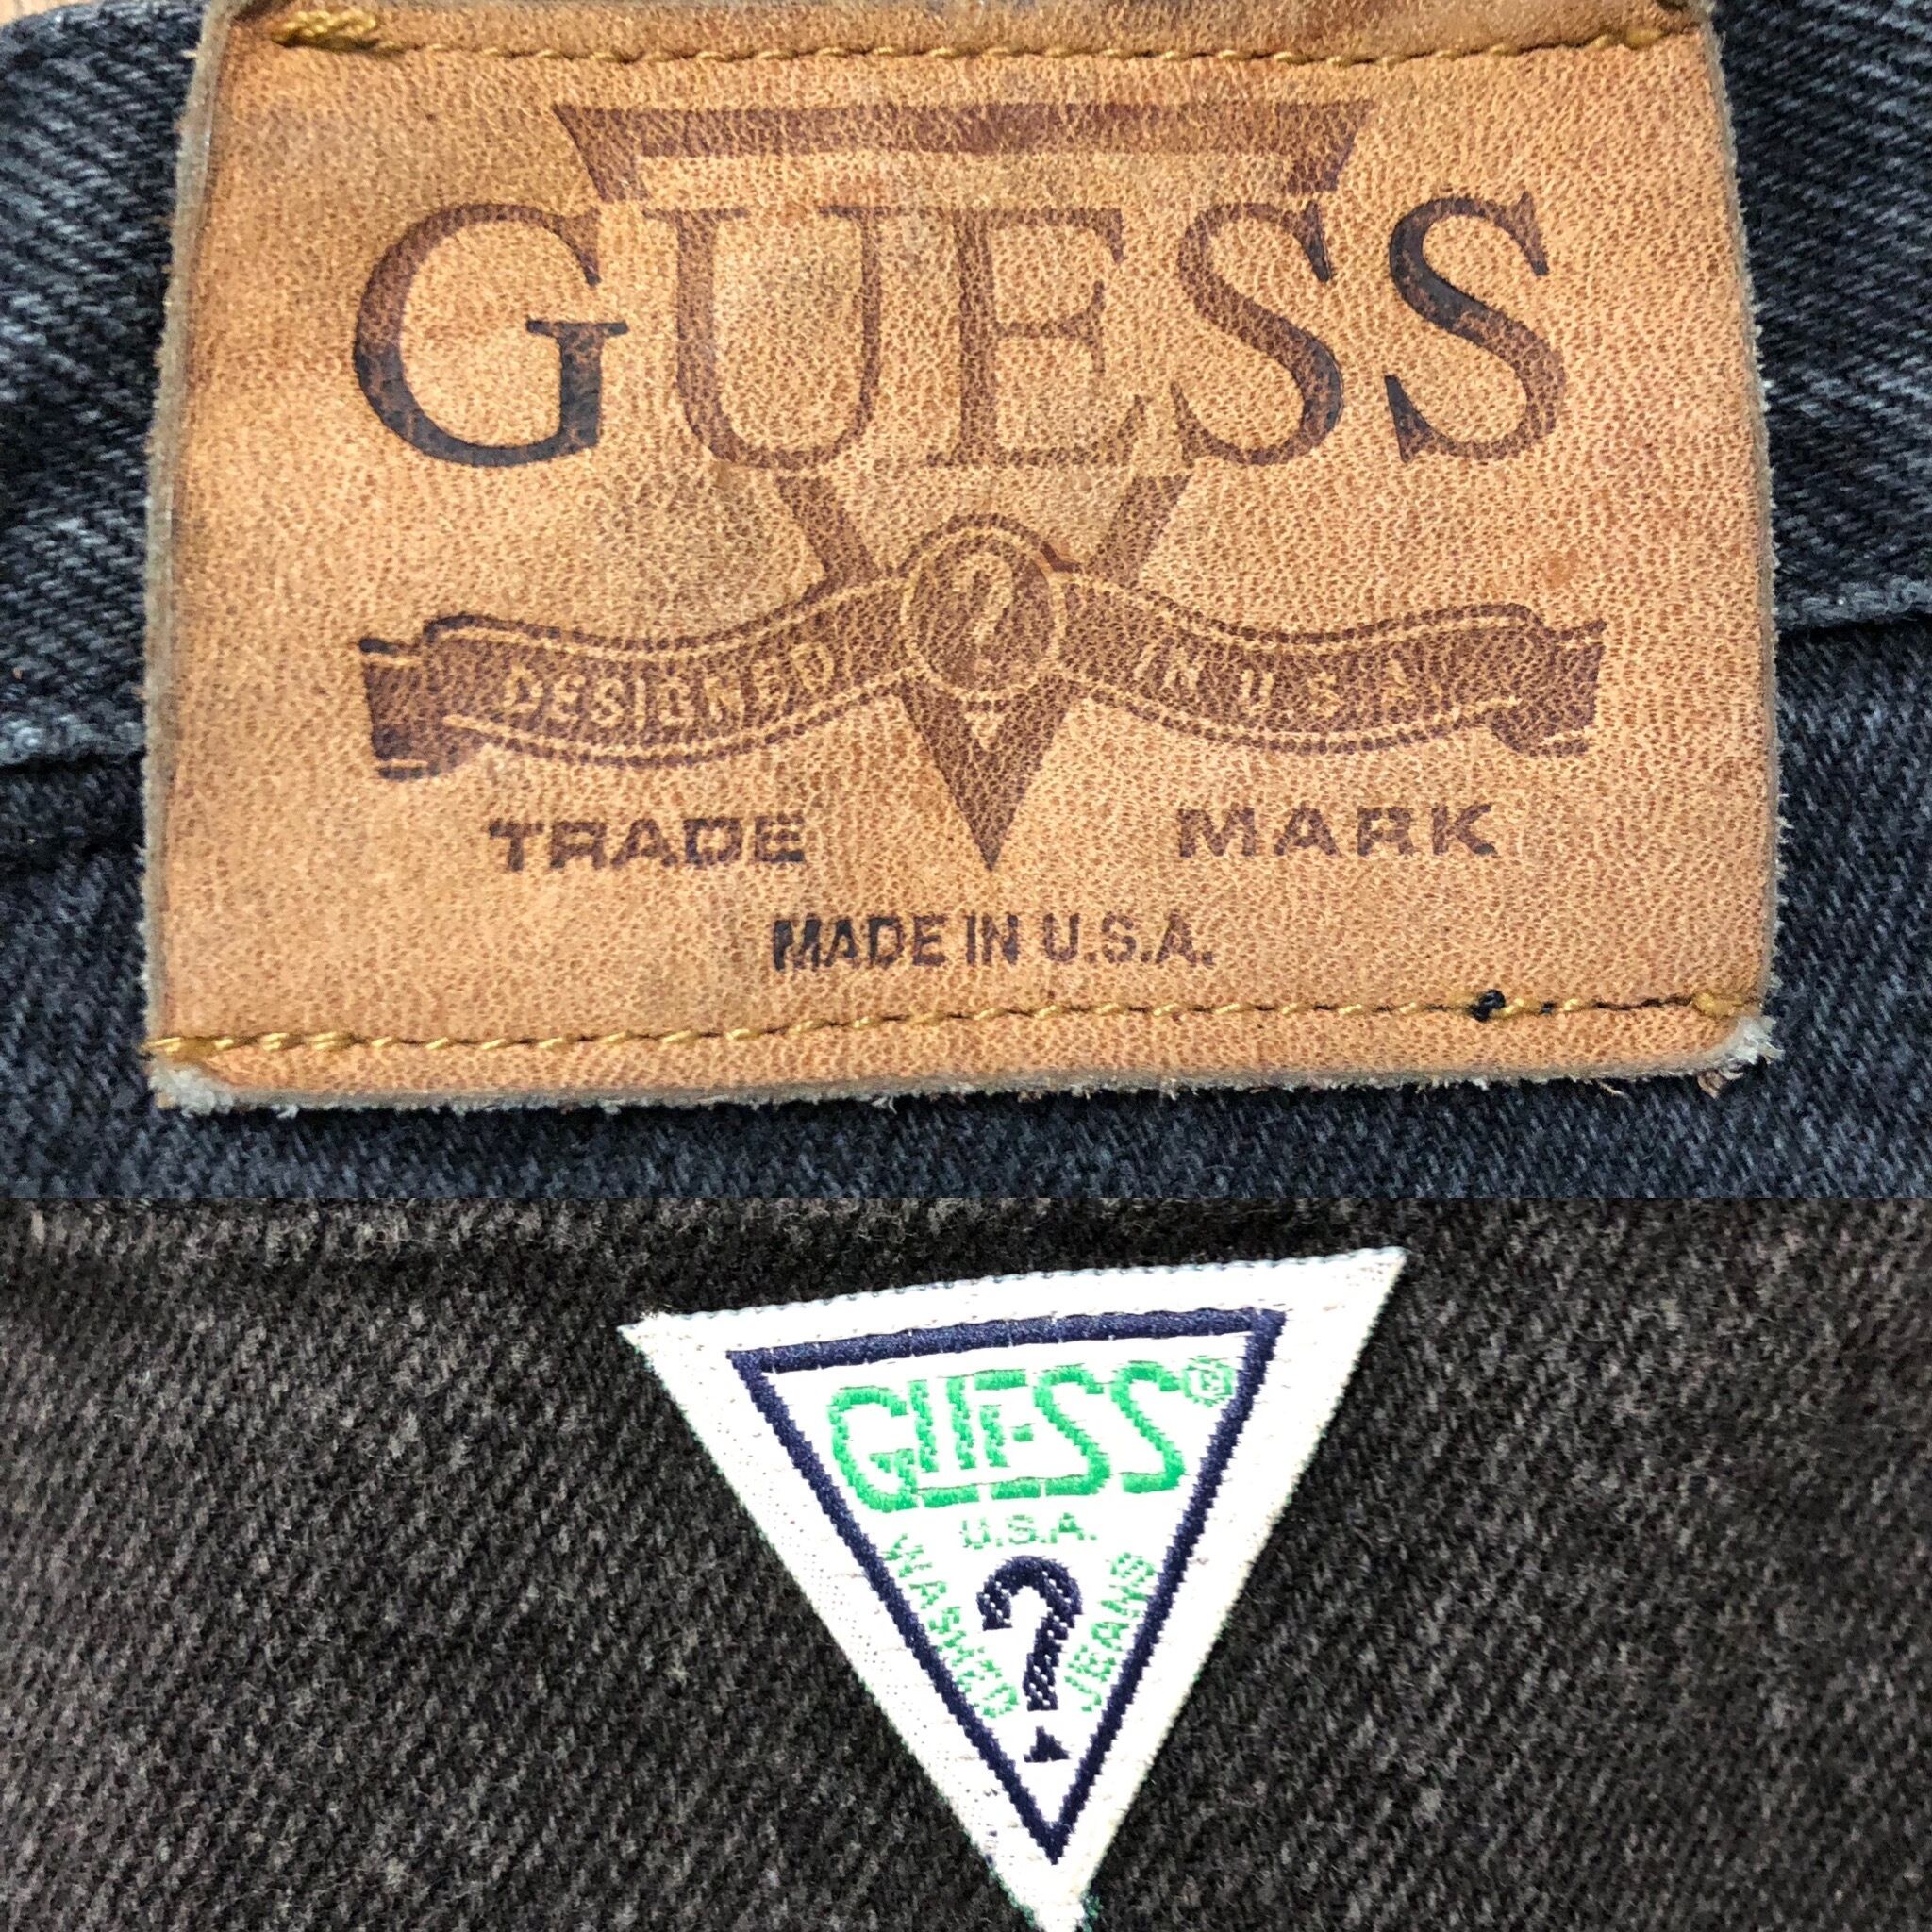 GUESS
?
DESIGNED IN U.S.A.
TRADE MARK
MADE IN U.S.A.
GUESS®
U.S.A.
WASHED ? JEANS